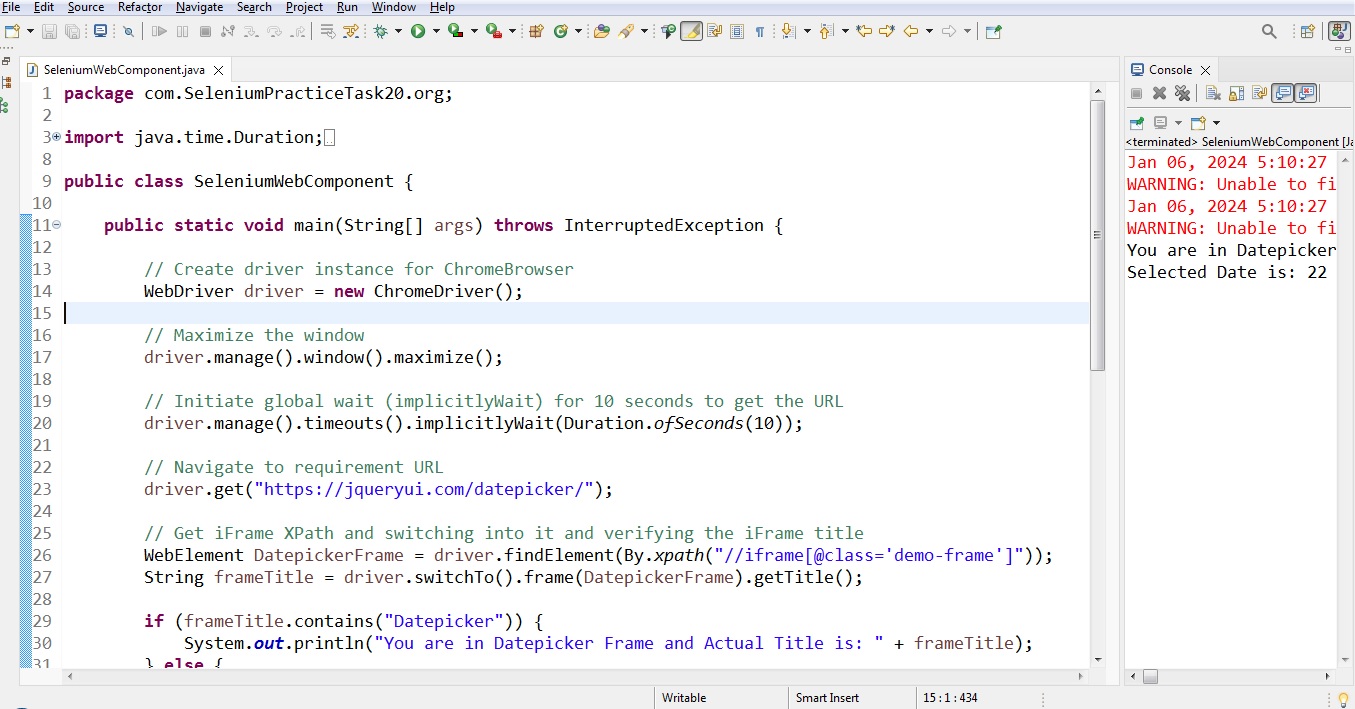 File Edit Source Refactor Navigate Search Project Run Window Help
SeleniumWebComponent.java
1 package com.SeleniumPracticeTask20.org;
2
3 import java.time.Duration;
8
9 public class SeleniumWebComponent {
10
11 public static void main(String[] args) throws InterruptedException {
12
13 // Create driver instance for ChromeBrowser
14 WebDriver driver = new ChromeDriver();
15
16 // Maximize the window
17 driver.manage().window().maximize();
18
19 // Initiate global wait (implicitlyWait) for 10 seconds to get the URL
20 driver.manage().timeouts().implicitlyWait(Duration.ofSeconds(10));
21
22 // Navigate to requirement URL
23 driver.get("https://jqueryui.com/datepicker/");
24
25 // Get iFrame XPath and switching into it and verifying the iFrame title
26 WebElement DatepickerFrame = driver.findElement(By.xpath("//iframe[@class='demo-frame']"));
27 String frameTitle = driver.switchTo().frame(DatepickerFrame).getTitle();
28
29 if (frameTitle.contains("Datepicker")) {
30 System.out.println("You are in Datepicker Frame and Actual Title is: " + frameTitle);
31 } else {
Console
<terminated> SeleniumWebComponent [Ja
Jan 06, 2024 5:10:27
WARNING: Unable to fi
Jan 06, 2024 5:10:27
WARNING: Unable to fi
You are in Datepicker
Selected Date is: 22
Writable
Smart Insert
15 : 1 : 434